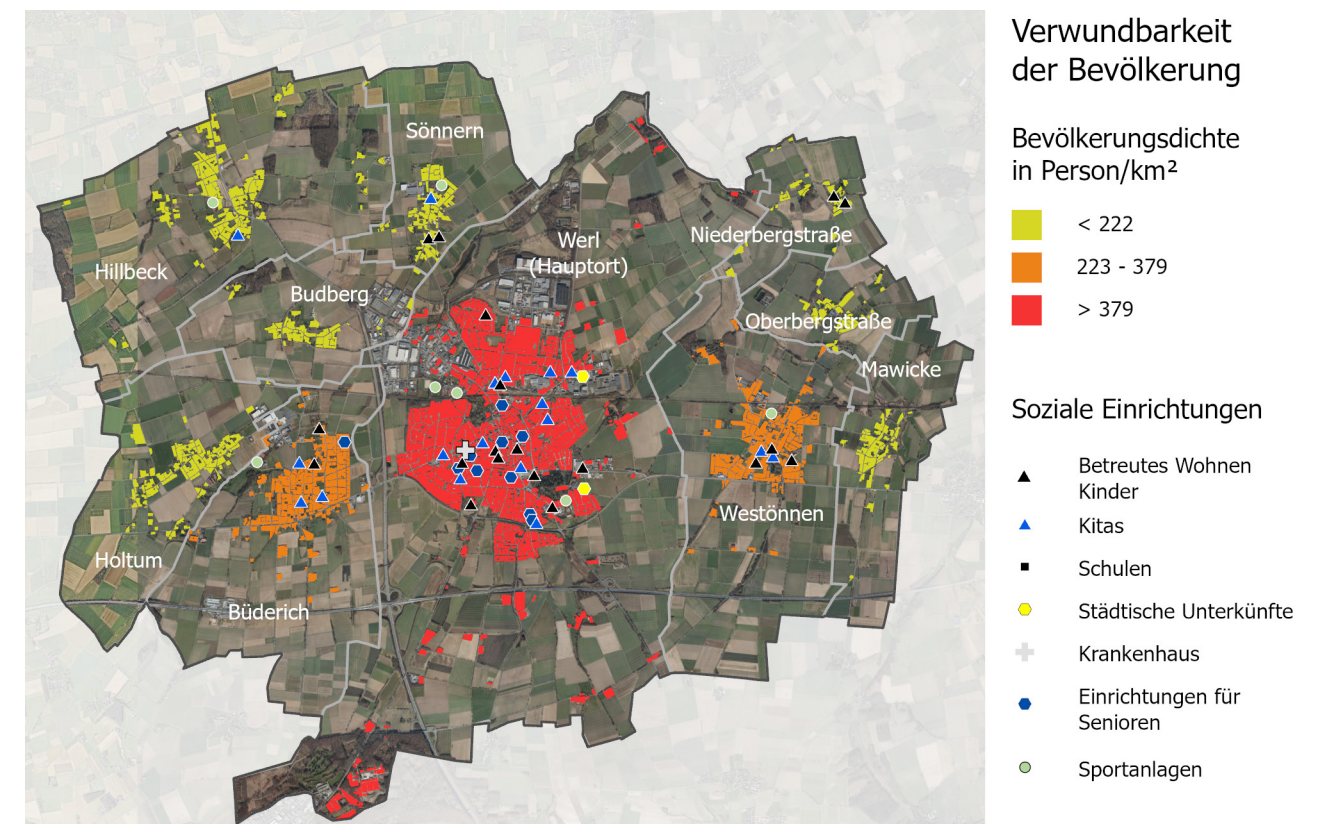 Verwundbarkeit
der Bevölkerung
Bevölkerungsdichte
in Person/km²
< 222
223 - 379
> 379
Soziale Einrichtungen
Betreutes Wohnen
Kinder
Kitas
Schulen
Städtische Unterkünfte
Krankenhaus
Einrichtungen für
Senioren
Sportanlagen
Sönnern
Werl
(Hauptort)
Niederbergstraße
Hillbeck
Budberg
Oberbergstraße
Mawicke
Westönnen
Holtum
Büderich